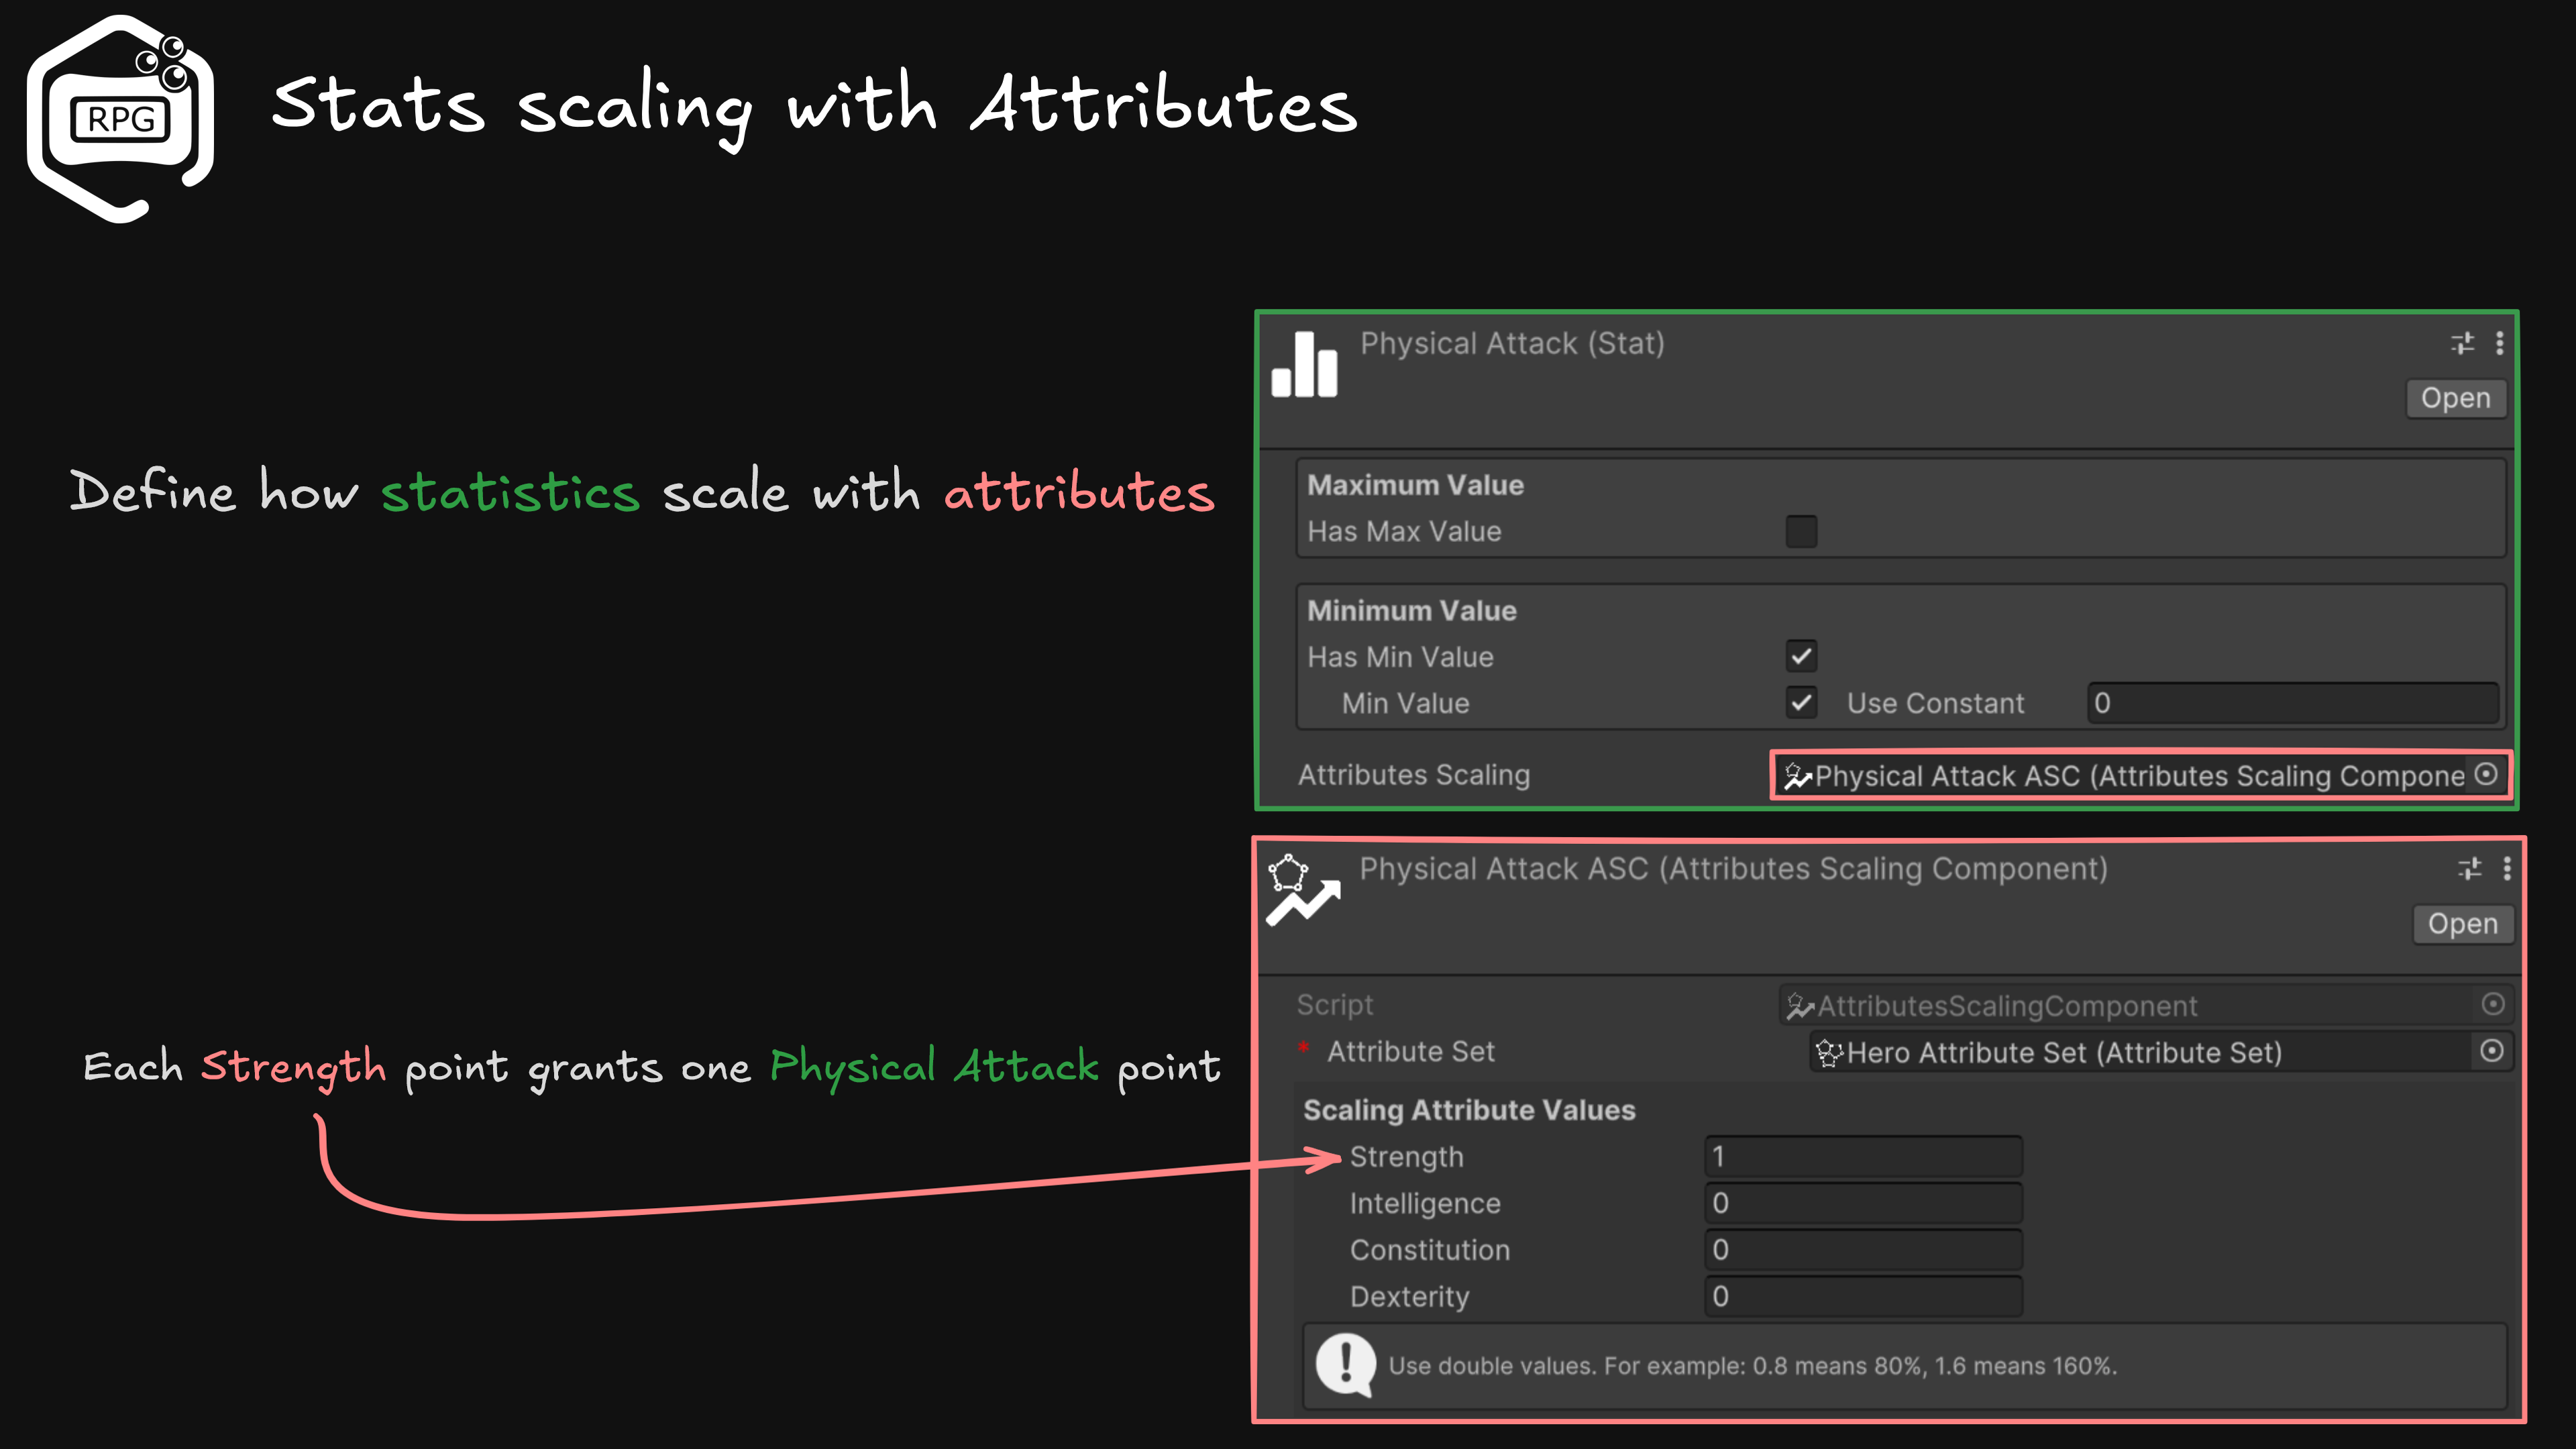 RPG
Stats scaling with Attributes
Define how statistics scale with attributes
Physical Attack (Stat)
Open
Maximum Value
Has Max Value
Minimum Value
Has Min Value
Min Value Use Constant 0
Attributes Scaling Physical Attack ASC (Attributes Scaling Compone
Each Strength point grants one Physical Attack point
Physical Attack ASC (Attributes Scaling Component)
Open
Script AttributesScalingComponent
* Attribute Set Hero Attribute Set (Attribute Set)
Scaling Attribute Values
Strength 1
Intelligence 0
Constitution 0
Dexterity 0
Use double values. For example: 0.8 means 80%, 1.6 means 160%.